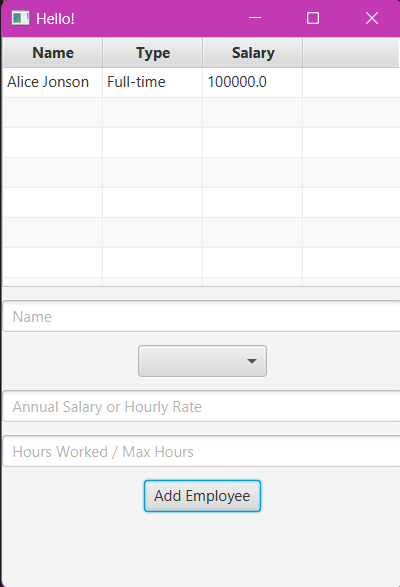 Hello!
Name Type Salary
Alice Jonson Full-time 100000.0
Name
Annual Salary or Hourly Rate
Hours Worked / Max Hours
Add Employee